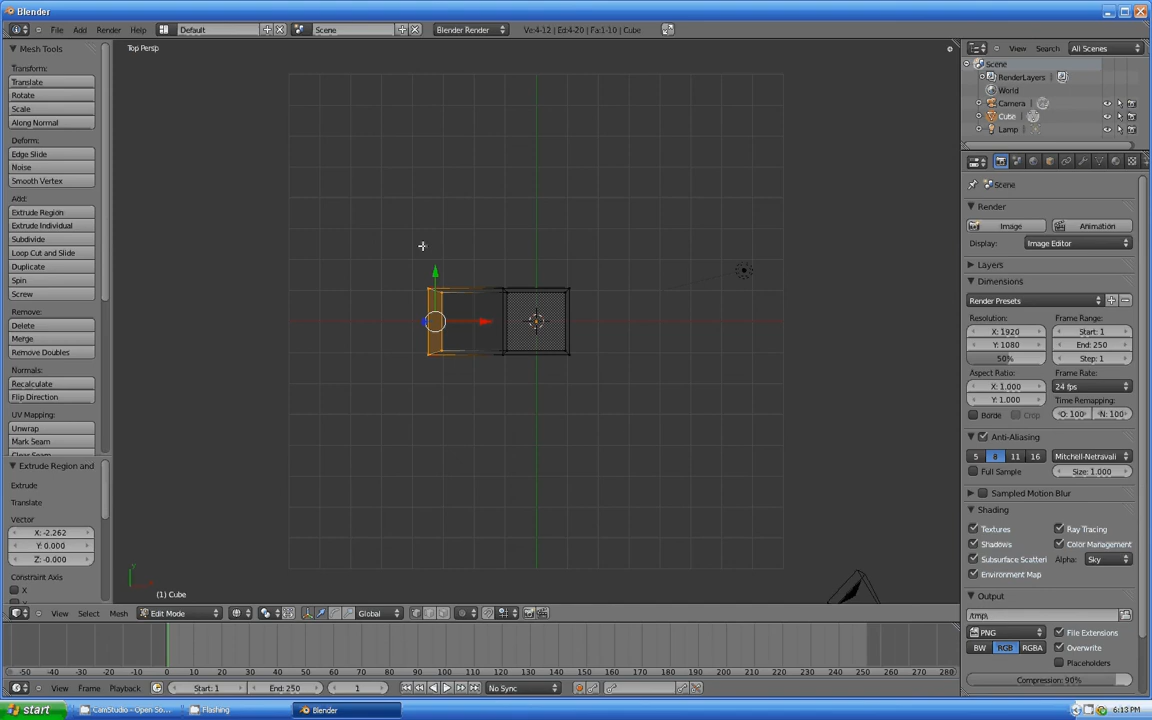 Blender
File Add Render Help Default Scene Blender Render Ve:4-12 | Ed:4-20 | Fa:1-10 | Cube
Mesh Tools
Transform:
Translate
Rotate
Scale
Along Normal
Deform:
Edge Slide
Noise
Smooth Vertex
Add:
Extrude Region
Extrude Individual
Subdivide
Loop Cut and Slide
Duplicate
Spin
Screw
Remove:
Delete
Merge
Remove Doubles
Normals:
Recalculate
Flip Direction
UV Mapping:
Unwrap
Mark Seam
Extrude Region and
Extrude
Translate
Vector
X: -2.262
Y: 0.000
Z: -0.000
Constraint Axis
X
Top Persp
(1) Cube
View Select Mesh Edit Mode Global
-50 -40 -30 -20 -10 0 10 20 30 40 50 60 70 80 90 100 110 120 130 140 150 160 170 180 190 200 210 220 230 240 250 260 270 280
View Frame Playback Start: 1 End: 250 1 No Sync
View Search All Scenes
Scene
RenderLayers
World
Camera
Cube
Lamp
Scene
Render
Image Animation
Display: Image Editor
Layers
Dimensions
Render Presets
Resolution: Frame Range:
X: 1920 Start: 1
Y: 1080 End: 250
50% Step: 1
Aspect Ratio: Frame Rate:
X: 1.000 24 fps
Y: 1.000 Time Remapping:
Borde Crop O: 100 N: 100
Anti-Aliasing
5 8 11 16 Mitchell-Netravali
Full Sample Size: 1.000
Sampled Motion Blur
Shading
Textures Ray Tracing
Shadows Color Management
Subsurface Scatteri Alpha: Sky
Environment Map
Output
/tmp\
PNG File Extensions
BW RGB RGBA Overwrite
Placeholders
Compression: 90%
start CamStudio - Open So... Flashing Blender 6:13 PM